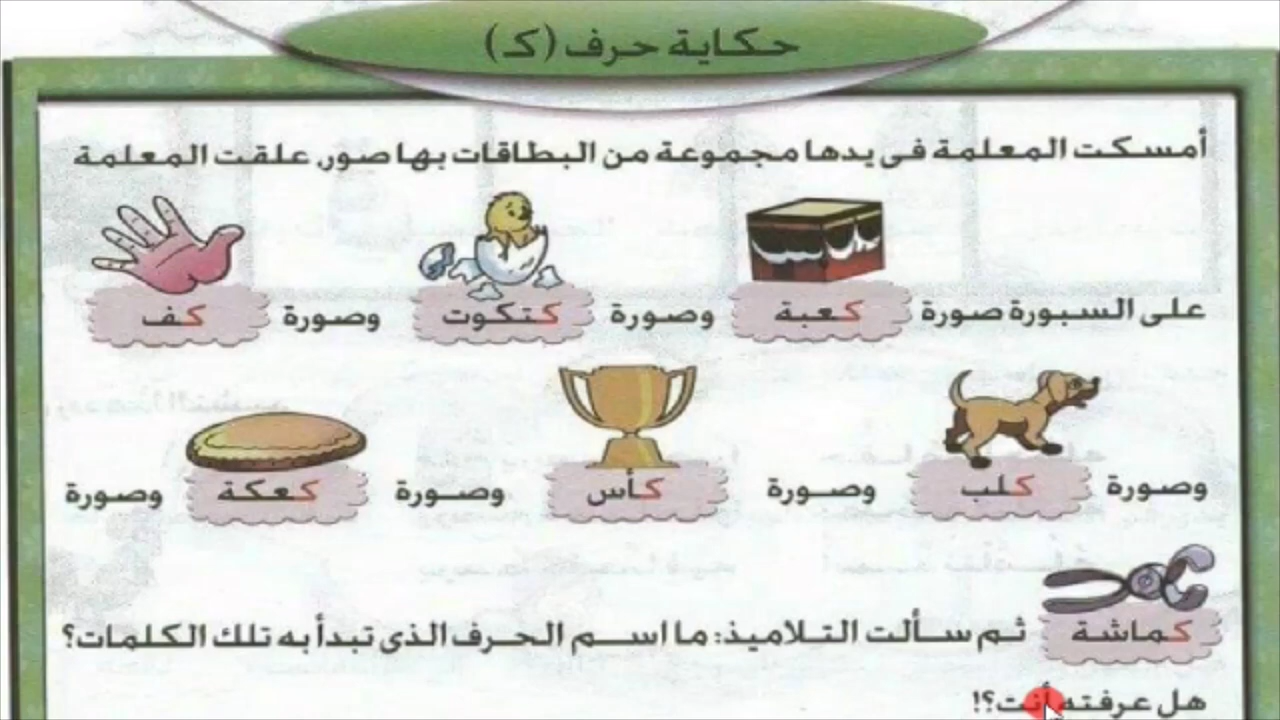 حكاية حرف (كـ)
أمسكت المعلمة فى يدها مجموعة من البطاقات بها صور، علقت المعلمة
على السبورة صورة كعبة وصورة كتكوت وصورة كف
وصورة كلب وصورة كأس وصورة كعكة وصورة
كماشة ثم سألت التلاميذ: ما اسم الحرف الذى تبدأ به تلك الكلمات؟
هل عرفته أنت؟!